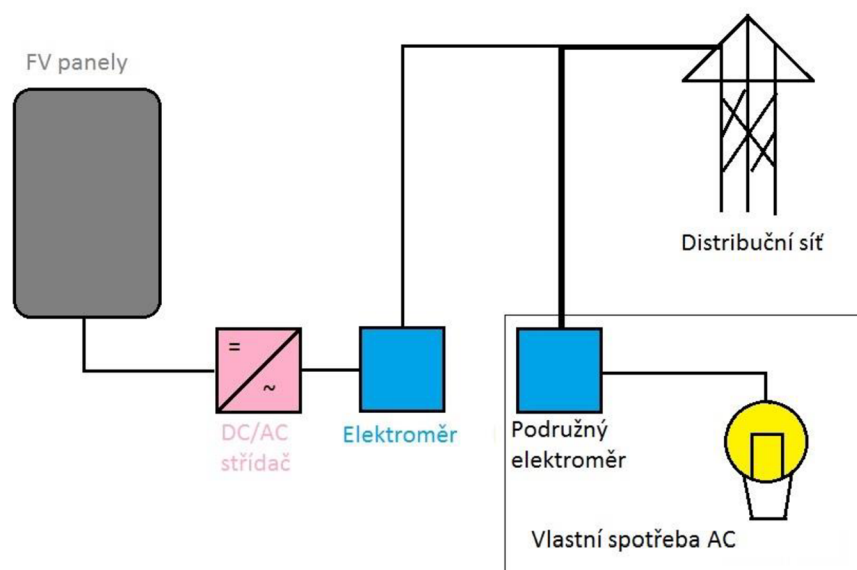 FV panely
Distribuční síť
=
~
DC/AC
střídač
Elektroměr
Podružný
elektroměr
Vlastní spotřeba AC